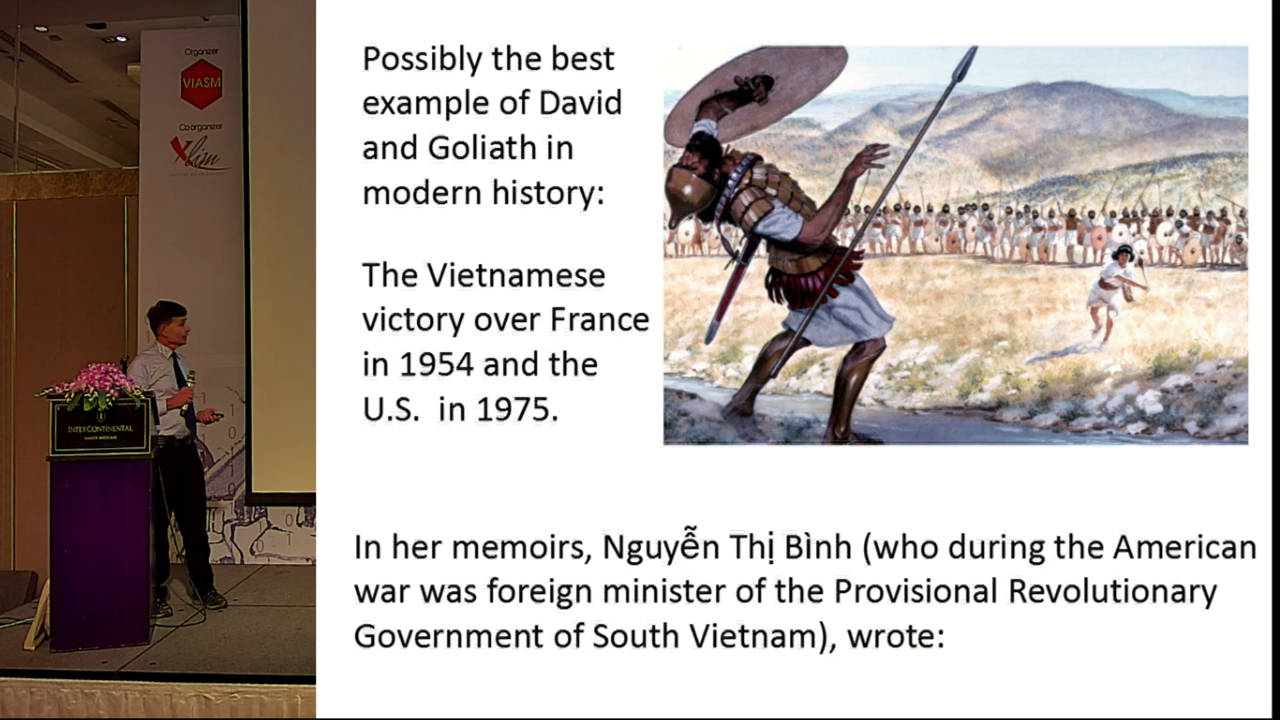 Organizer
VIASM
Coorganizer
Xlim
INTERCONTINENTAL
Possibly the best
example of David
and Goliath in
modern history:
The Vietnamese
victory over France
in 1954 and the
U.S. in 1975.
In her memoirs, Nguyễn Thị Bình (who during the American
war was foreign minister of the Provisional Revolutionary
Government of South Vietnam), wrote: